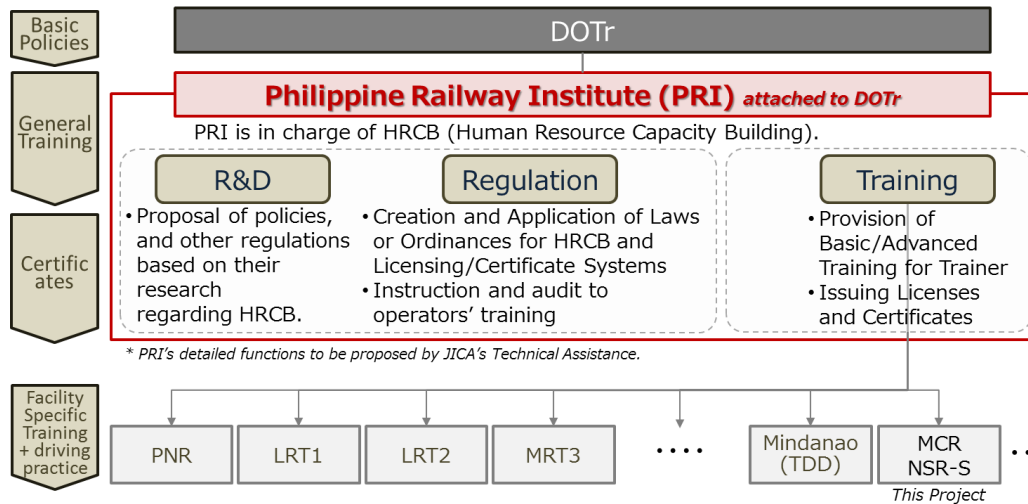 Basic
Policies
DOTr
Philippine Railway Institute (PRI) attached to DOTr
PRI is in charge of HRCB (Human Resource Capacity Building).
General
Training
R&D
• Proposal of policies,
and other regulations
based on their
research
regarding HRCB.
Regulation
• Creation and Application of Laws
or Ordinances for HRCB and
Licensing/Certificate Systems
• Instruction and audit to
operators' training
Training
• Provision of
Basic/Advanced
Training for Trainer
• Issuing Licenses
and Certificates
Certific
ates
* PRI's detailed functions to be proposed by JICA's Technical Assistance.
Facility
Specific
Training
+ driving
practice
PNR
LRT1
LRT2
MRT3
••••
Mindanao
(TDD)
MCR
NSR-S
••
This Project